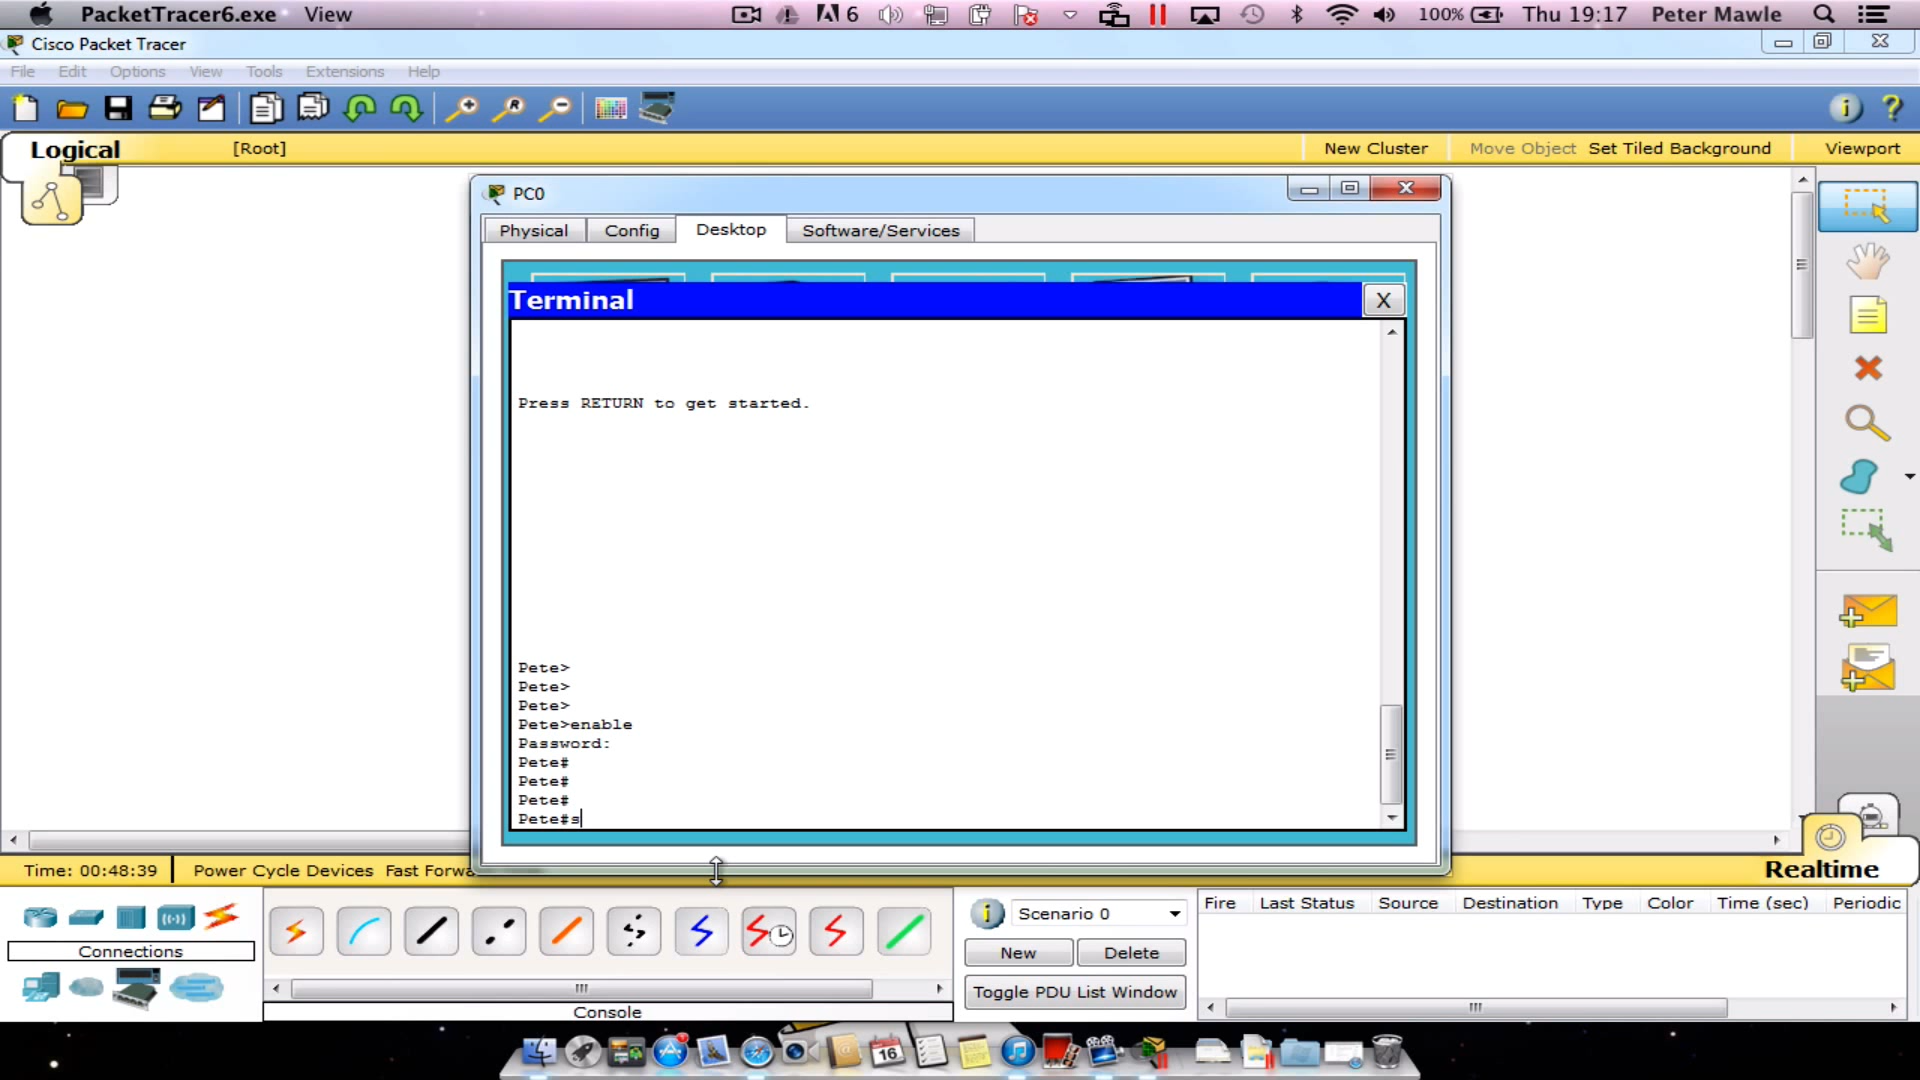 PacketTracer6.exe View 6 100% Thu 19:17 Peter Mawle
Cisco Packet Tracer
File Edit Options View Tools Extensions Help
Logical [Root] New Cluster Move Object Set Tiled Background Viewport
PC0
Physical Config Desktop Software/Services
Terminal X
Press RETURN to get started.
Pete>
Pete>
Pete>
Pete>enable
Password:
Pete#
Pete#
Pete#
Pete#s
Time: 00:48:39 Power Cycle Devices Fast Forw Realtime
Fire Last Status Source Destination Type Color Time (sec) Periodic
Scenario 0
Connections
New Delete
Toggle PDU List Window
Console
16